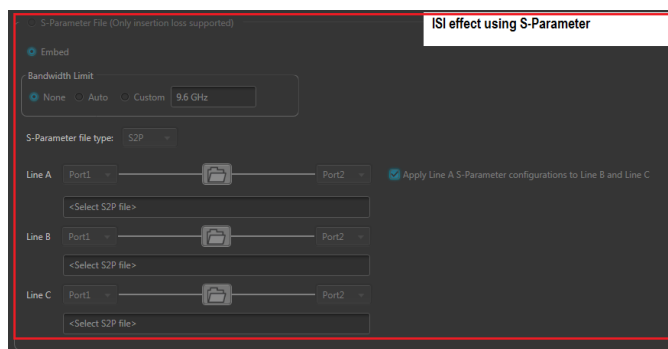 S-Parameter File (Only insertion loss supported)
ISI effect using S-Parameter
Embed
Bandwidth Limit
None Auto Custom 9.6 GHz
S-Parameter file type: S2P
Line A Port1 Port2 Apply Line A S-Parameter configurations to Line B and Line C
<Select S2P file>
Line B Port1 Port2
<Select S2P file>
Line C Port1 Port2
<Select S2P file>